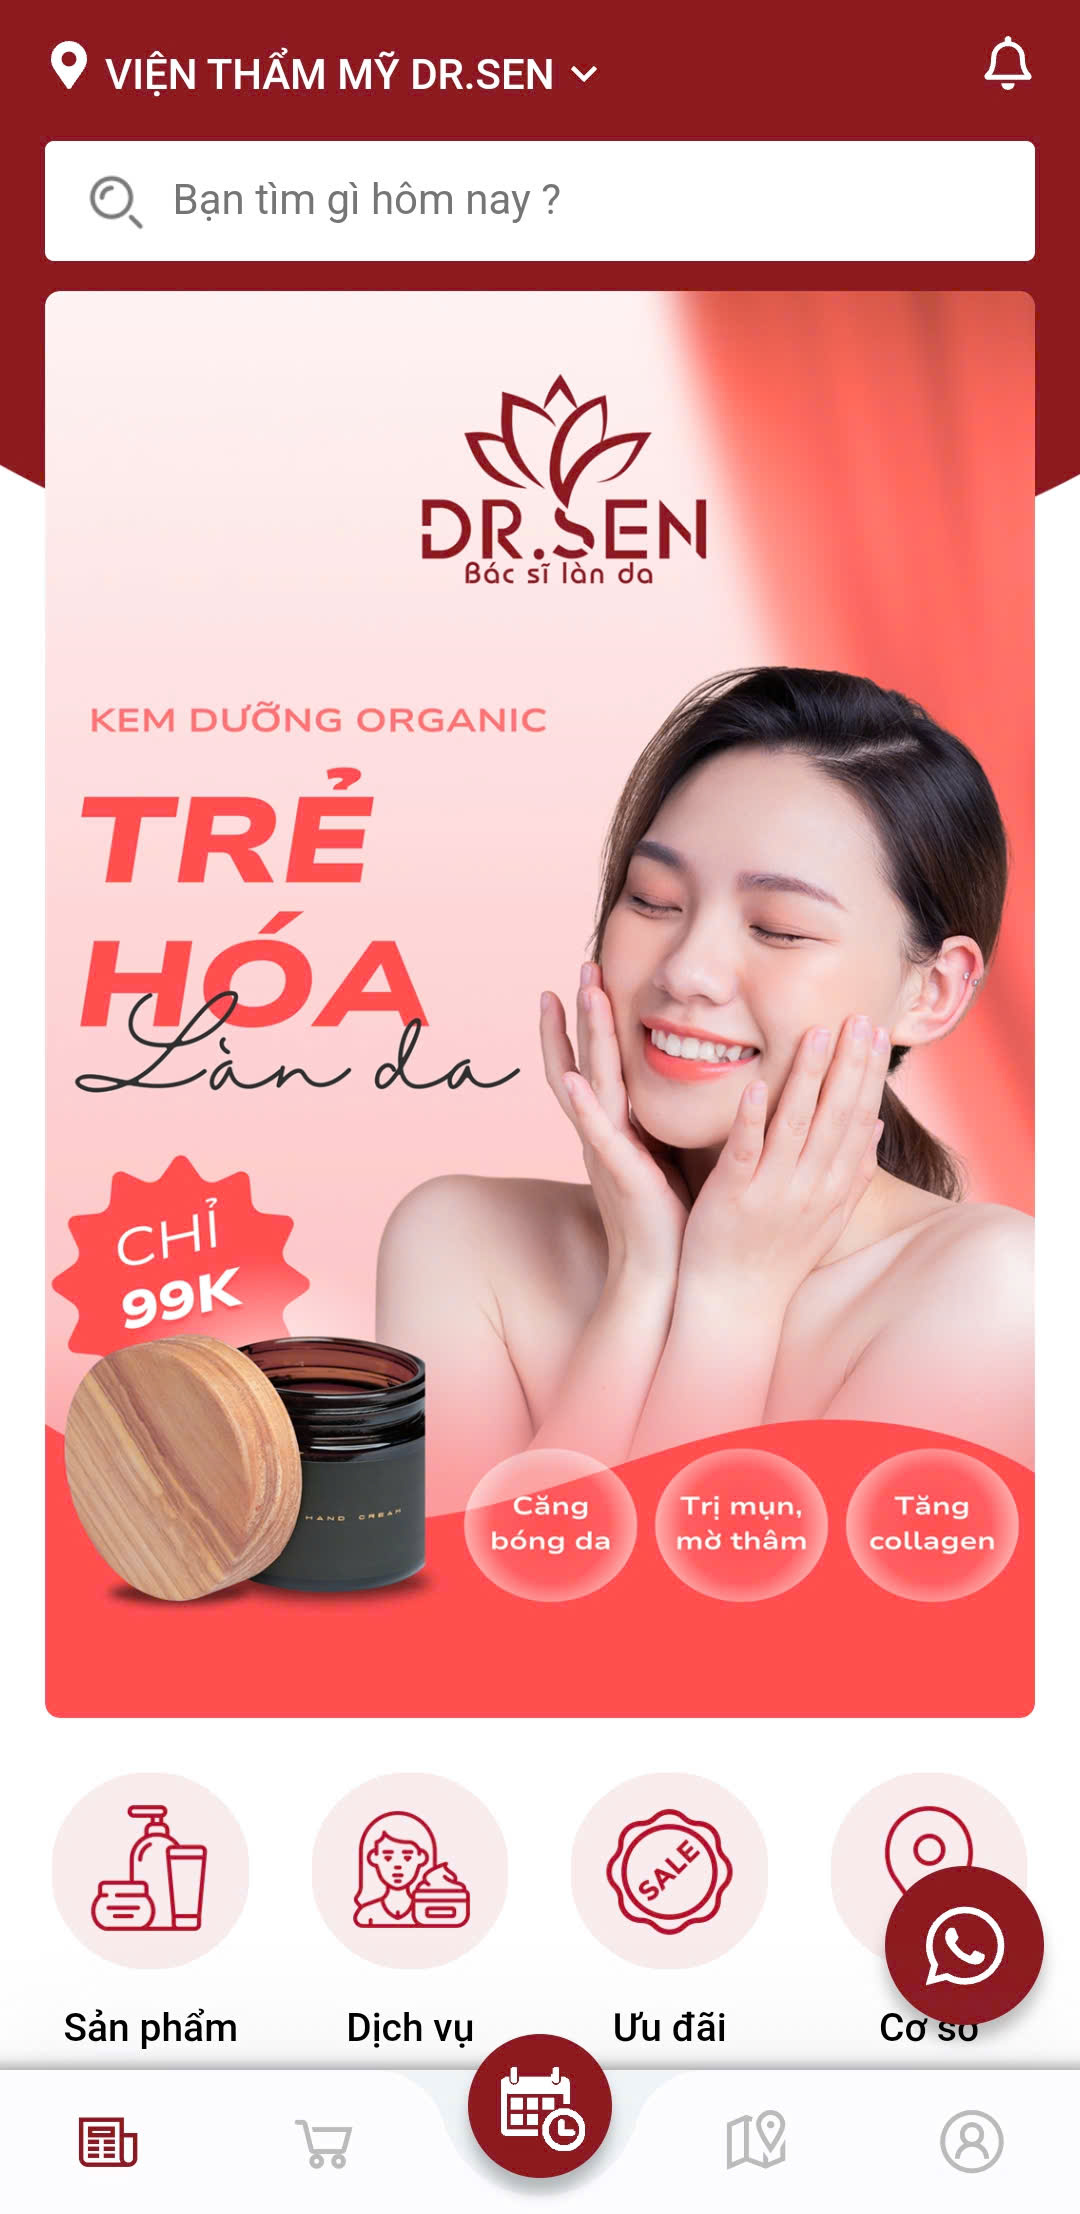 VIỆN THẨM MỸ DR.SEN
Bạn tìm gì hôm nay ?
DR.SEN
Bác sĩ làn da
KEM DƯỠNG ORGANIC
TRẺ
HÓA
Làn da
CHỈ
99K
HAND CREAM
Căng
bóng da
Trị mụn,
mờ thâm
Tăng
collagen
SALE
Sản phẩm
Dịch vụ
Ưu đãi
Cơ sở